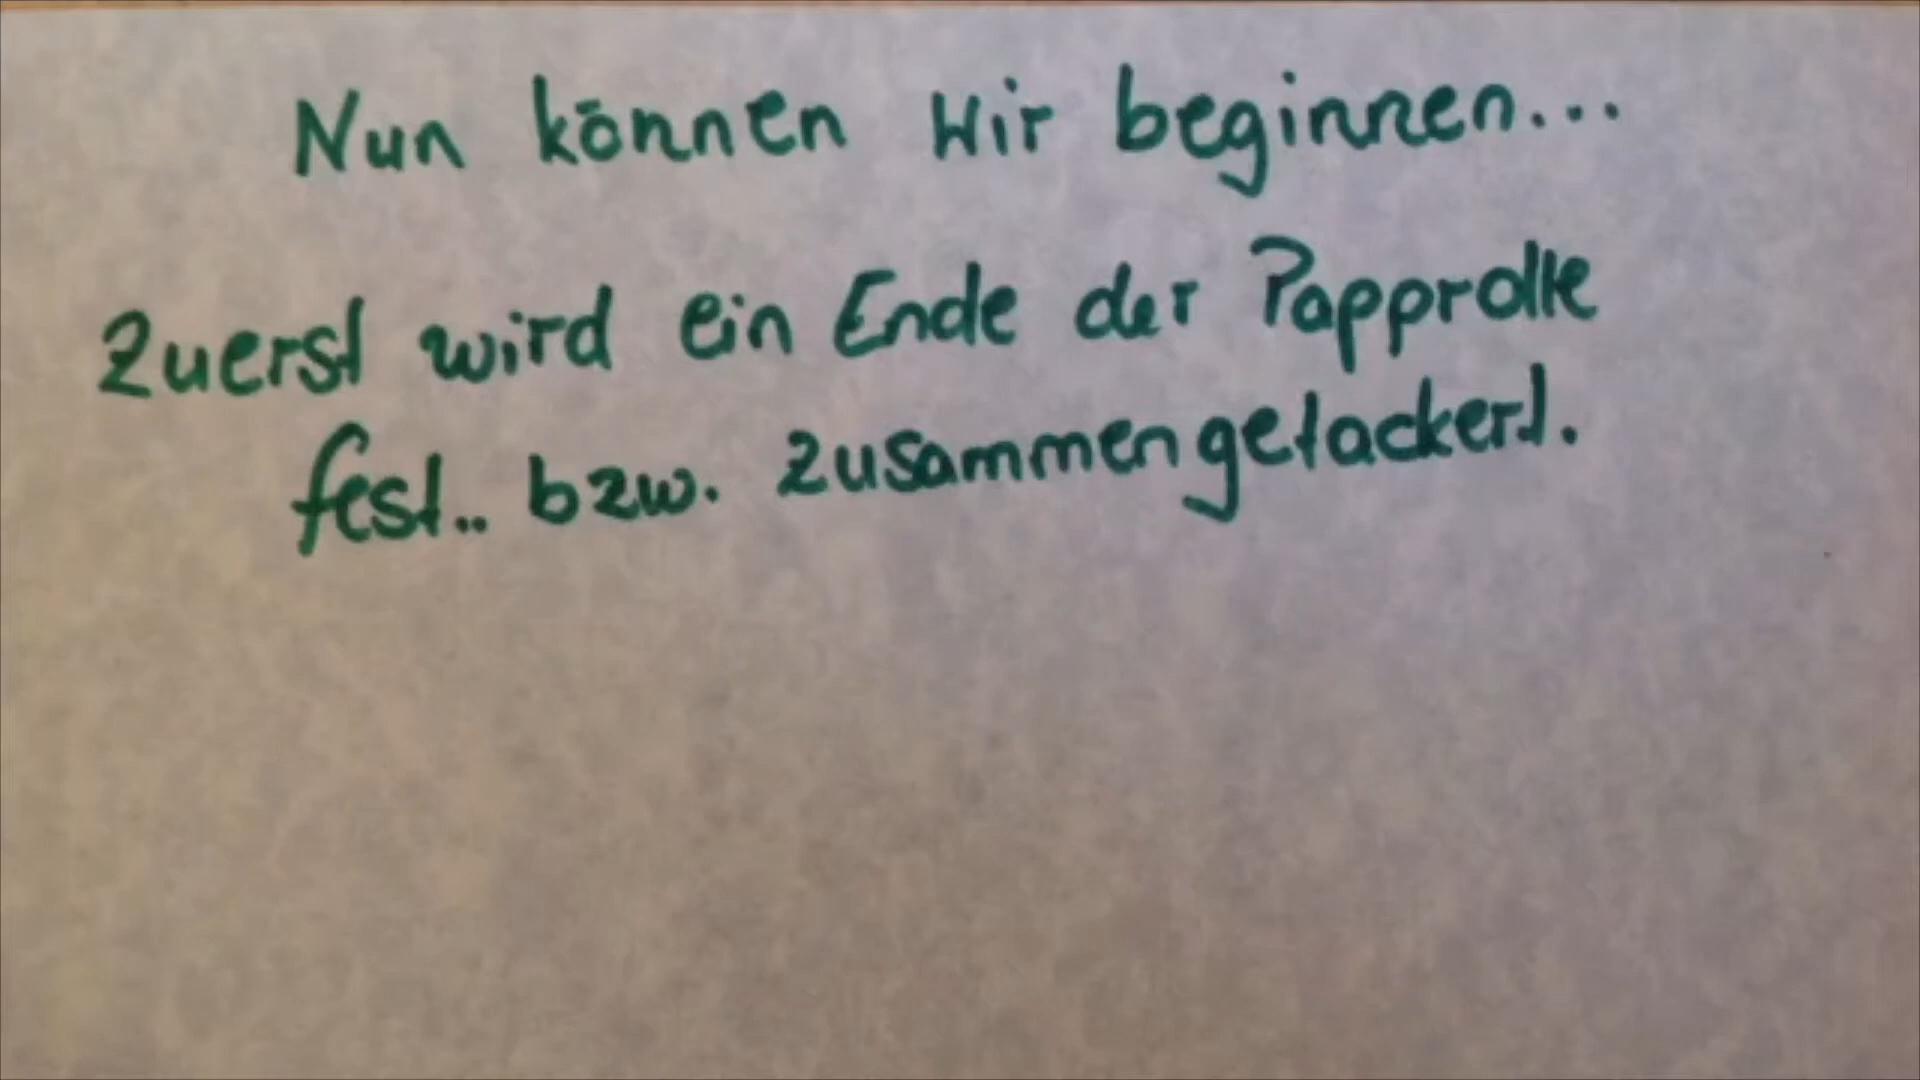 Nun können wir beginnen...
Zuerst wird ein Ende der Papprolle
fest.. bzw. zusammengetackert.